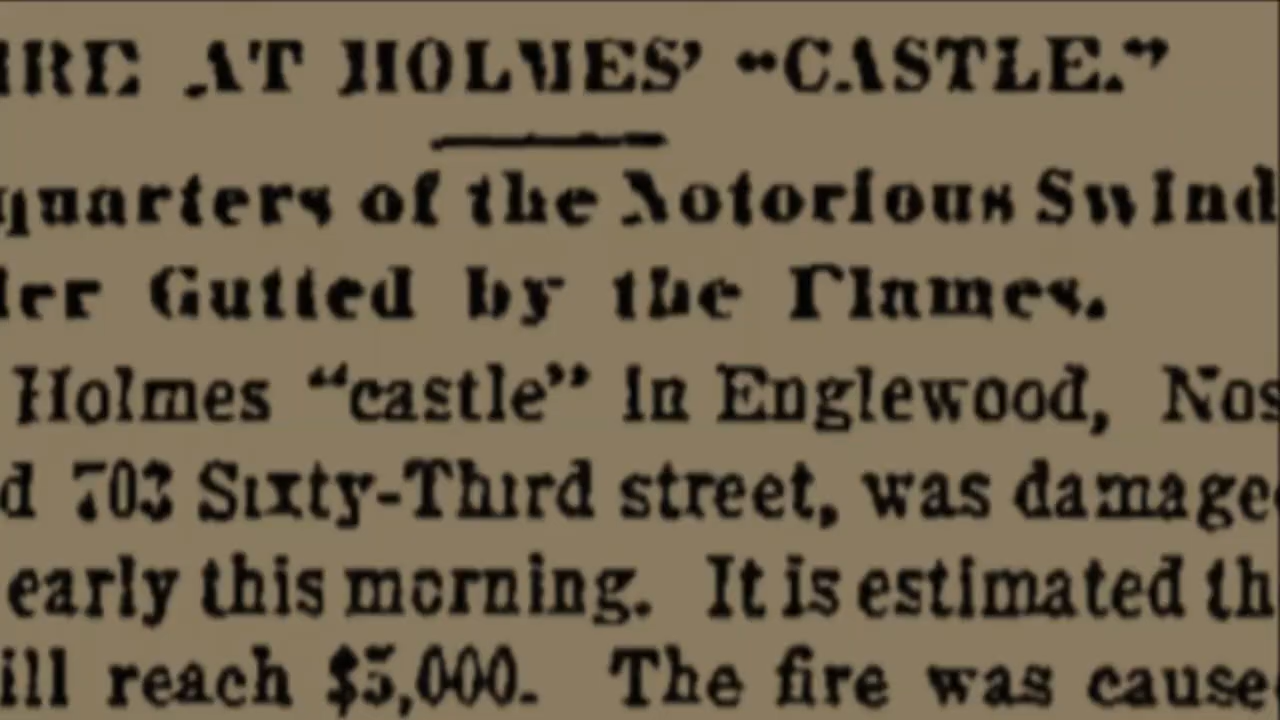 IRE AT HOLMES' “CASTLE.”
quarters of the Notorious Swind
ler Gutted by the Flames.
Holmes “castle” in Englewood, Nos
d 703 Sixty-Third street, was damage
early this morning. It is estimated th
ill reach $5,000. The fire was cause